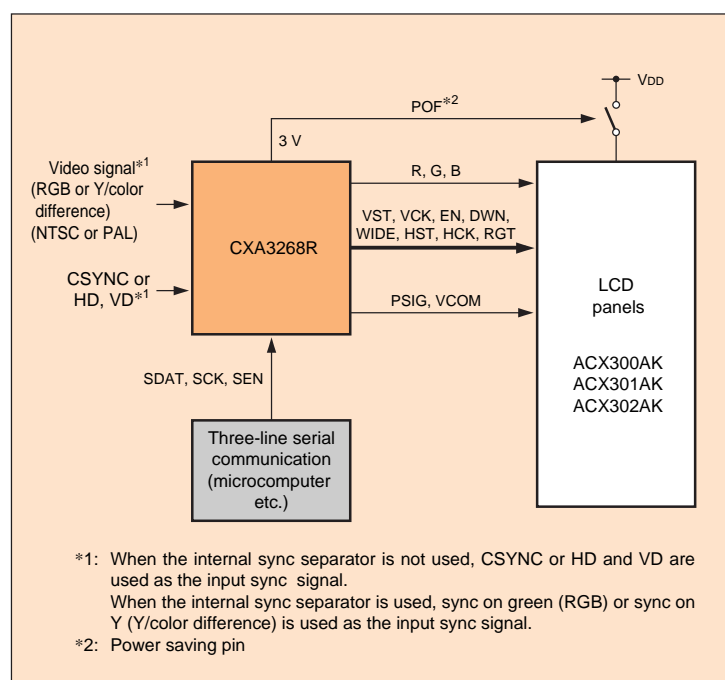 VDD
POF*2
3 V
Video signal*1
(RGB or Y/color
difference)
(NTSC or PAL)
R, G, B
VST, VCK, EN, DWN,
WIDE, HST, HCK, RGT
CXA3268R
CSYNC or
HD, VD*1
LCD
panels
PSIG, VCOM
ACX300AK
ACX301AK
ACX302AK
SDAT, SCK, SEN
Three-line serial
communication
(microcomputer
etc.)
*1: When the internal sync separator is not used, CSYNC or HD and VD are
used as the input sync signal.
When the internal sync separator is used, sync on green (RGB) or sync on
Y (Y/color difference) is used as the input sync signal.
*2: Power saving pin